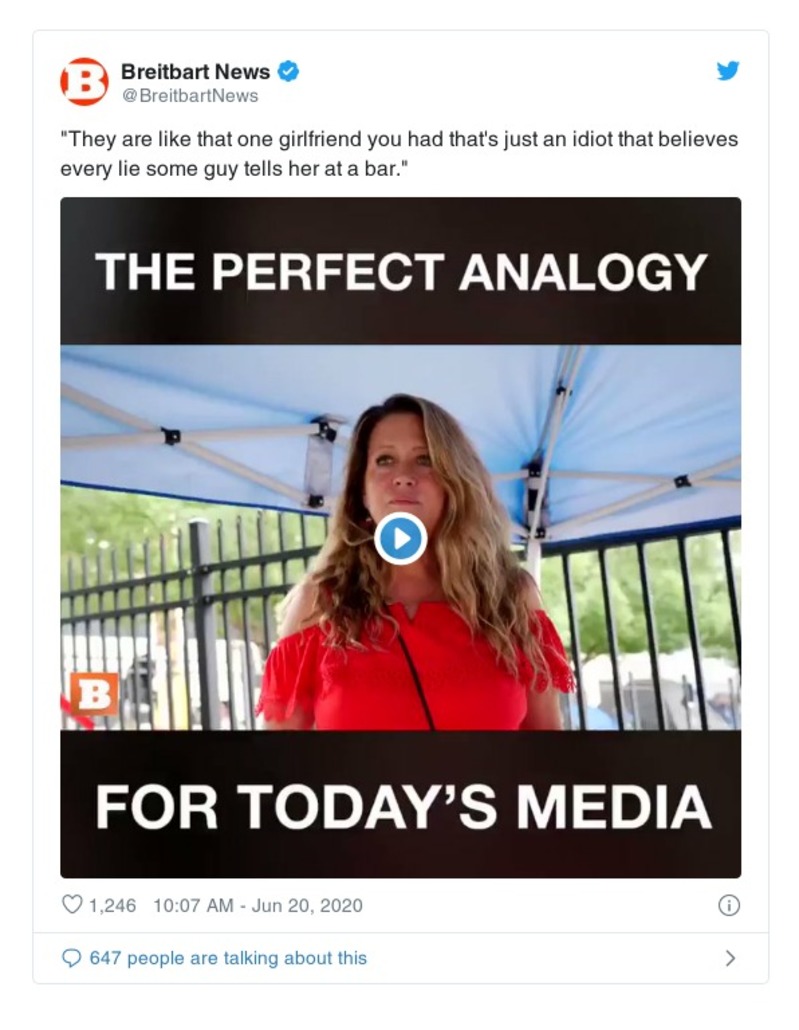 Breitbart News
@BreitbartNews
"They are like that one girlfriend you had that's just an idiot that believes
every lie some guy tells her at a bar."
THE PERFECT ANALOGY
B
FOR TODAY'S MEDIA
1,246 10:07 AM - Jun 20, 2020
647 people are talking about this